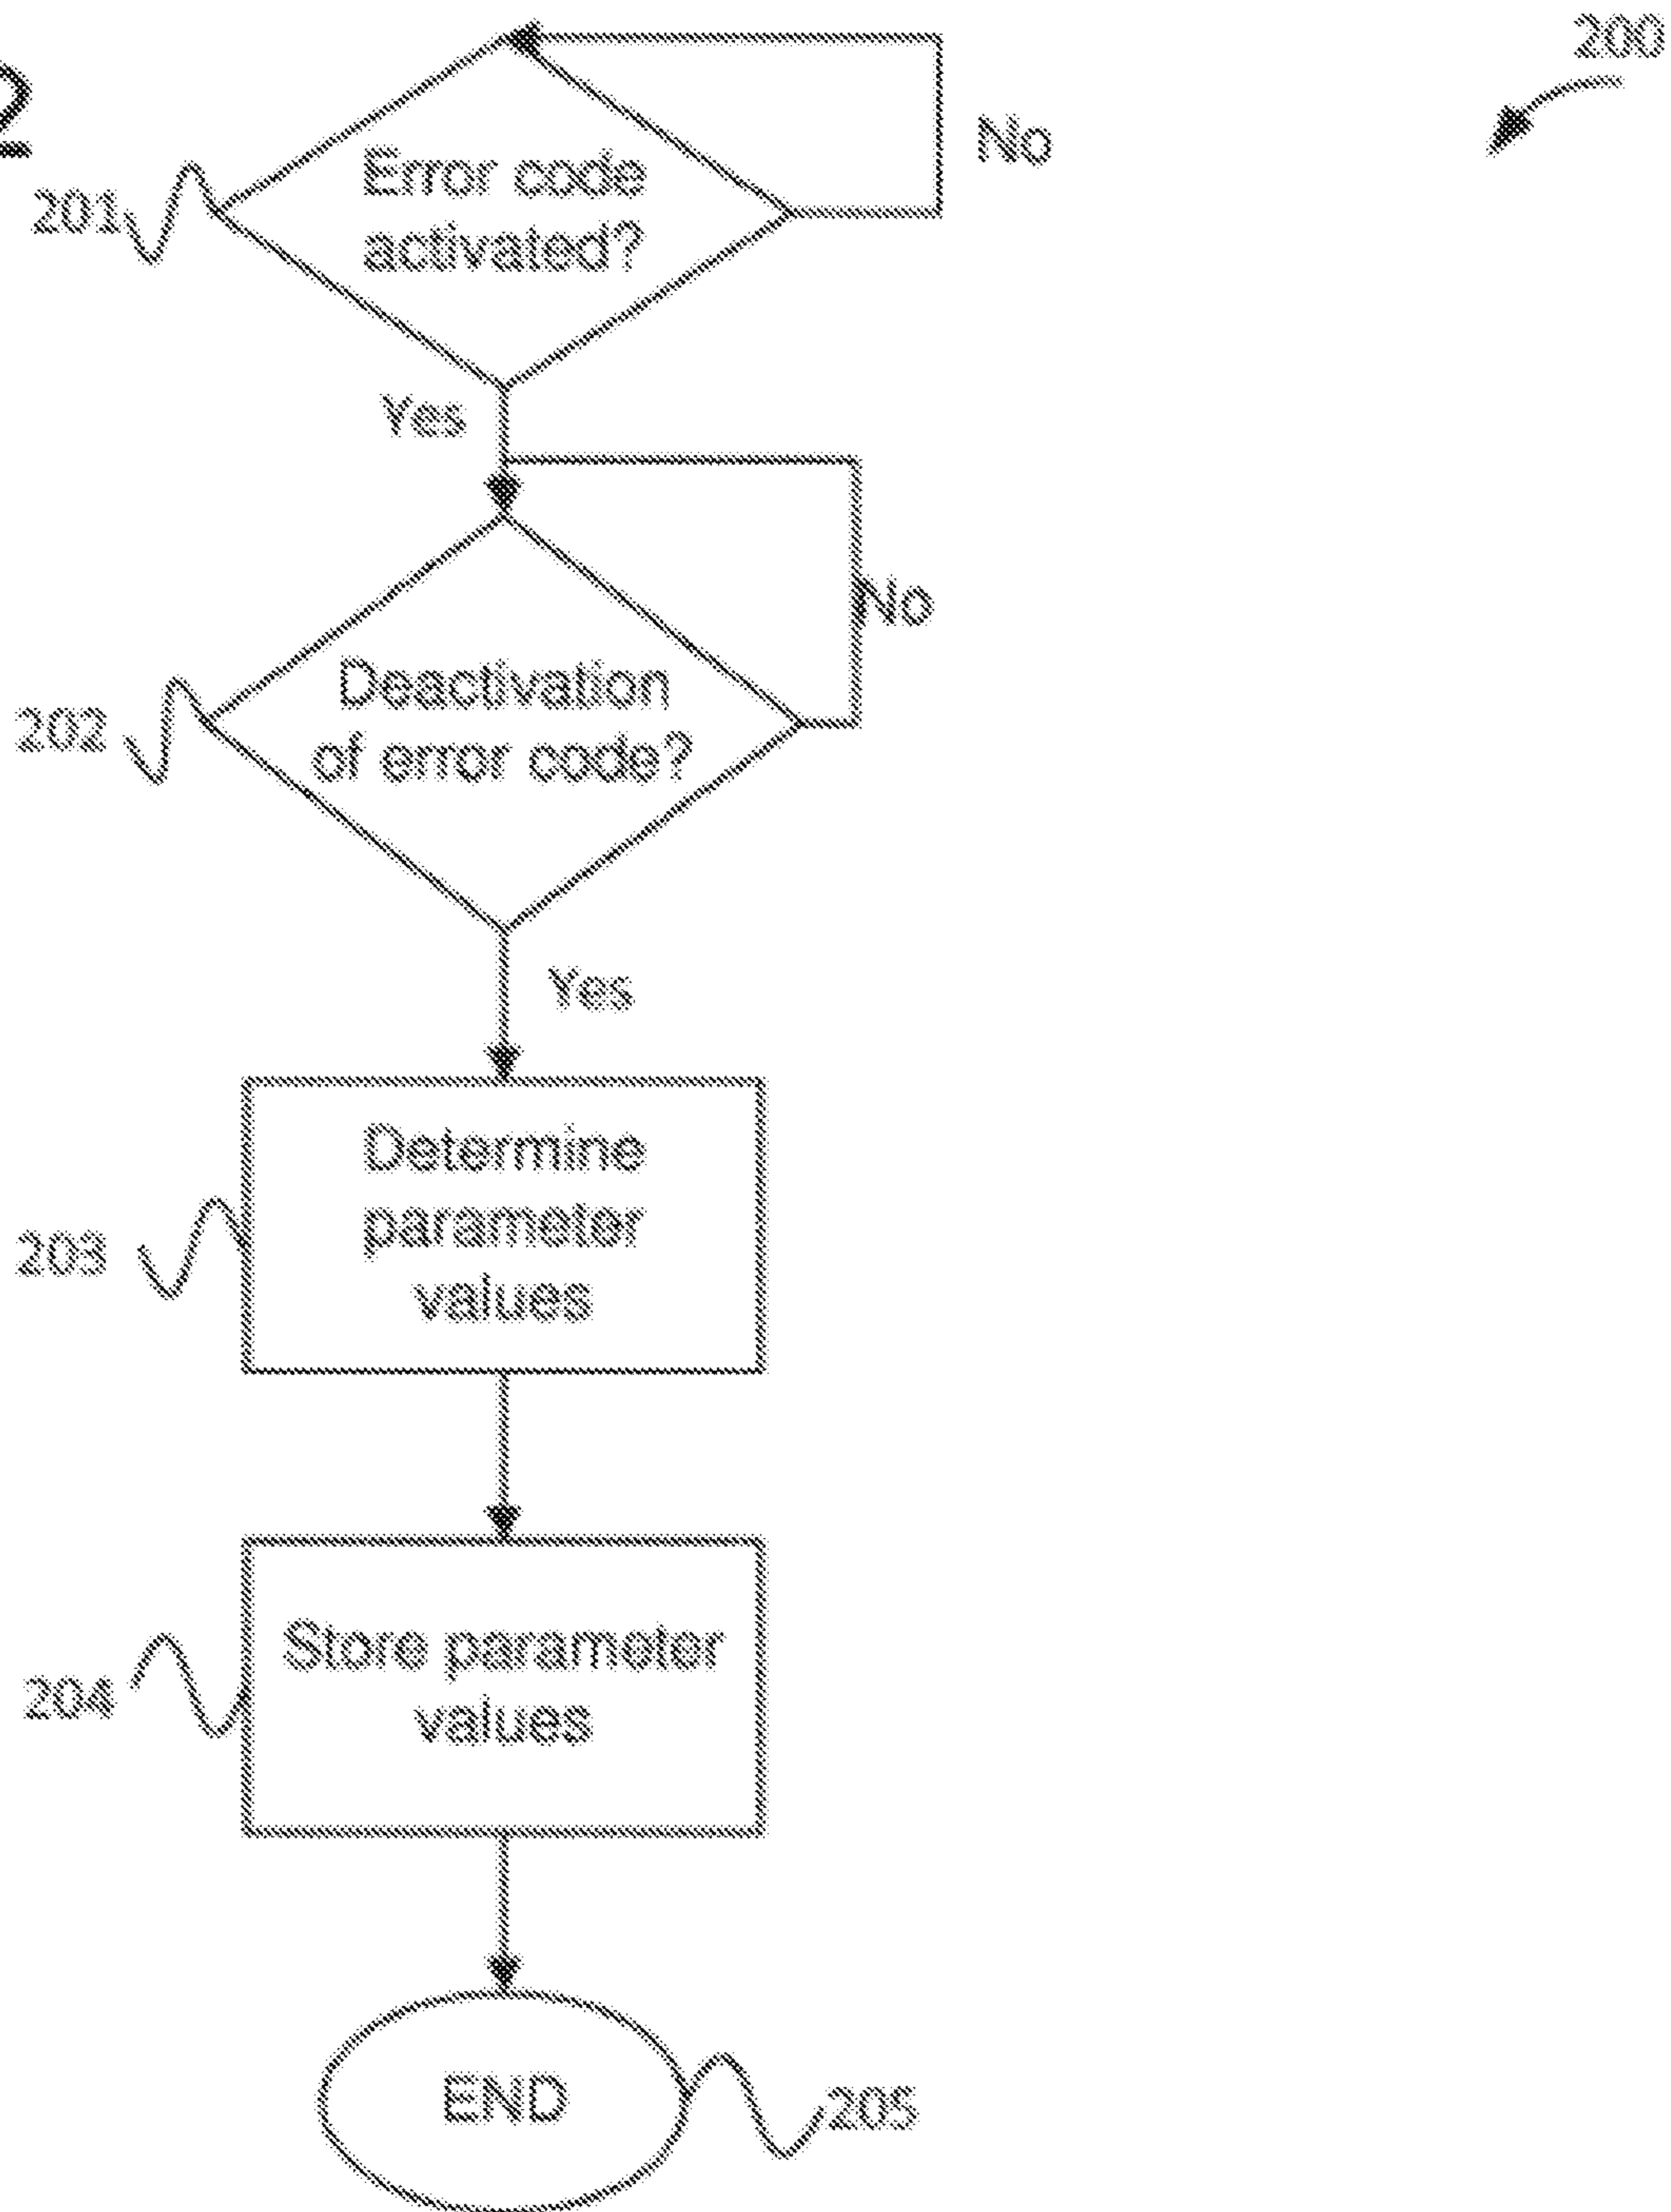 2
200
201
Error code
activated?
No
Yes
202
Deactivation
of error code?
No
Yes
203
Determine
parameter
values
204
Store parameter
values
END
205